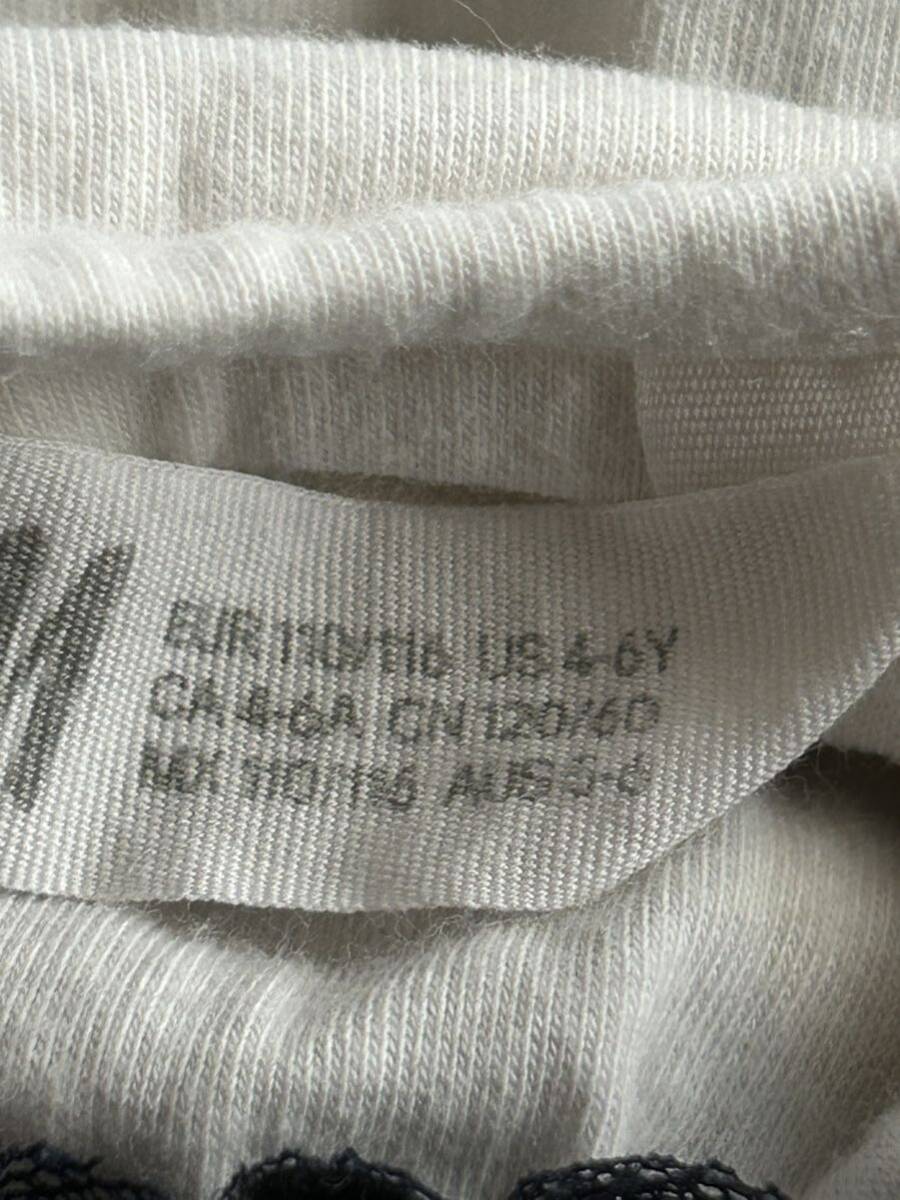 EUR 110/116 US 4-6Y
CA 4-6A CN 120/60
MX 110/116 AUS 5-6